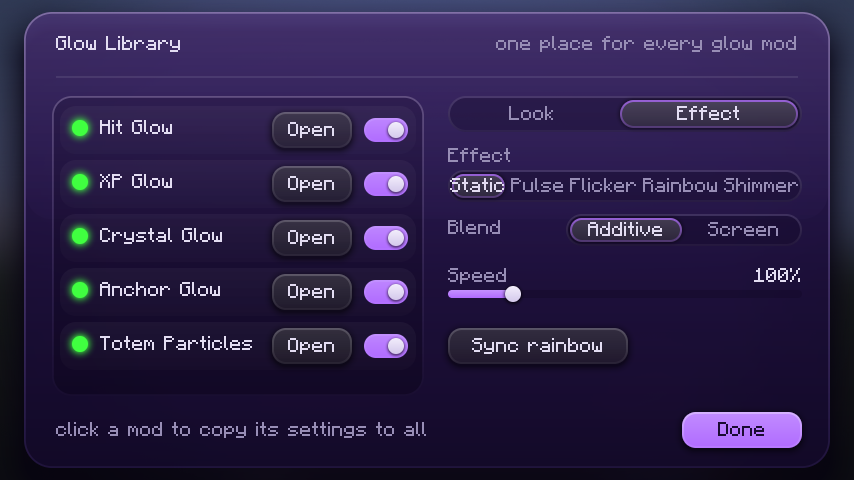 Glow Library
one place for every glow mod
Hit Glow Open
XP Glow Open
Crystal Glow Open
Anchor Glow Open
Totem Particles Open
Look Effect
Effect
Static Pulse Flicker Rainbow Shimmer
Blend Additive Screen
Speed 100%
Sync rainbow
click a mod to copy its settings to all
Done